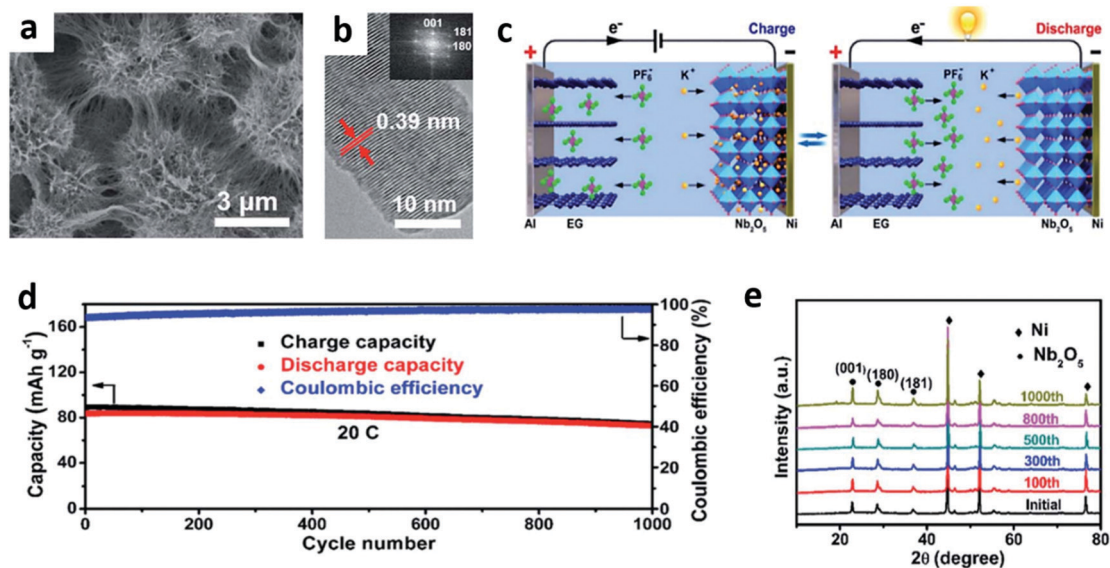 a
3 µm
b
001
181
180
0.39 nm
10 nm
c
e⁻
Charge
+
−
PF₆⁻
K⁺
Al
EG
Nb₂O₅
Ni
e⁻
Discharge
+
−
PF₆⁻
K⁺
Al
EG
Nb₂O₅
Ni
d
Capacity (mAh g⁻¹)
160
120
80
40
0
Charge capacity
Discharge capacity
Coulombic efficiency
20 C
0
200
400
600
800
1000
Cycle number
100
80
60
40
20
0
Coulombic efficiency (%)
e
Intensity (a.u.)
Ni
Nb₂O₅
(001)
(180)
(181)
1000th
800th
500th
300th
100th
Initial
20
40
60
80
2θ (degree)